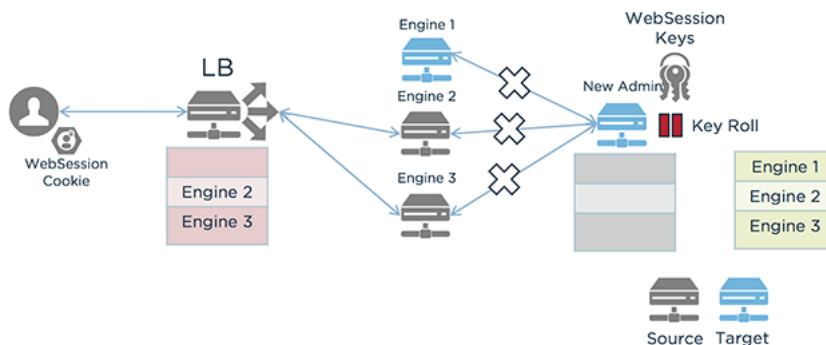 Engine 1
WebSession
Keys
LB
New Admin
Engine 2
Key Roll
WebSession
Cookie
Engine 3
Engine 2
Engine 3
Engine 1
Engine 2
Engine 3
Source
Target